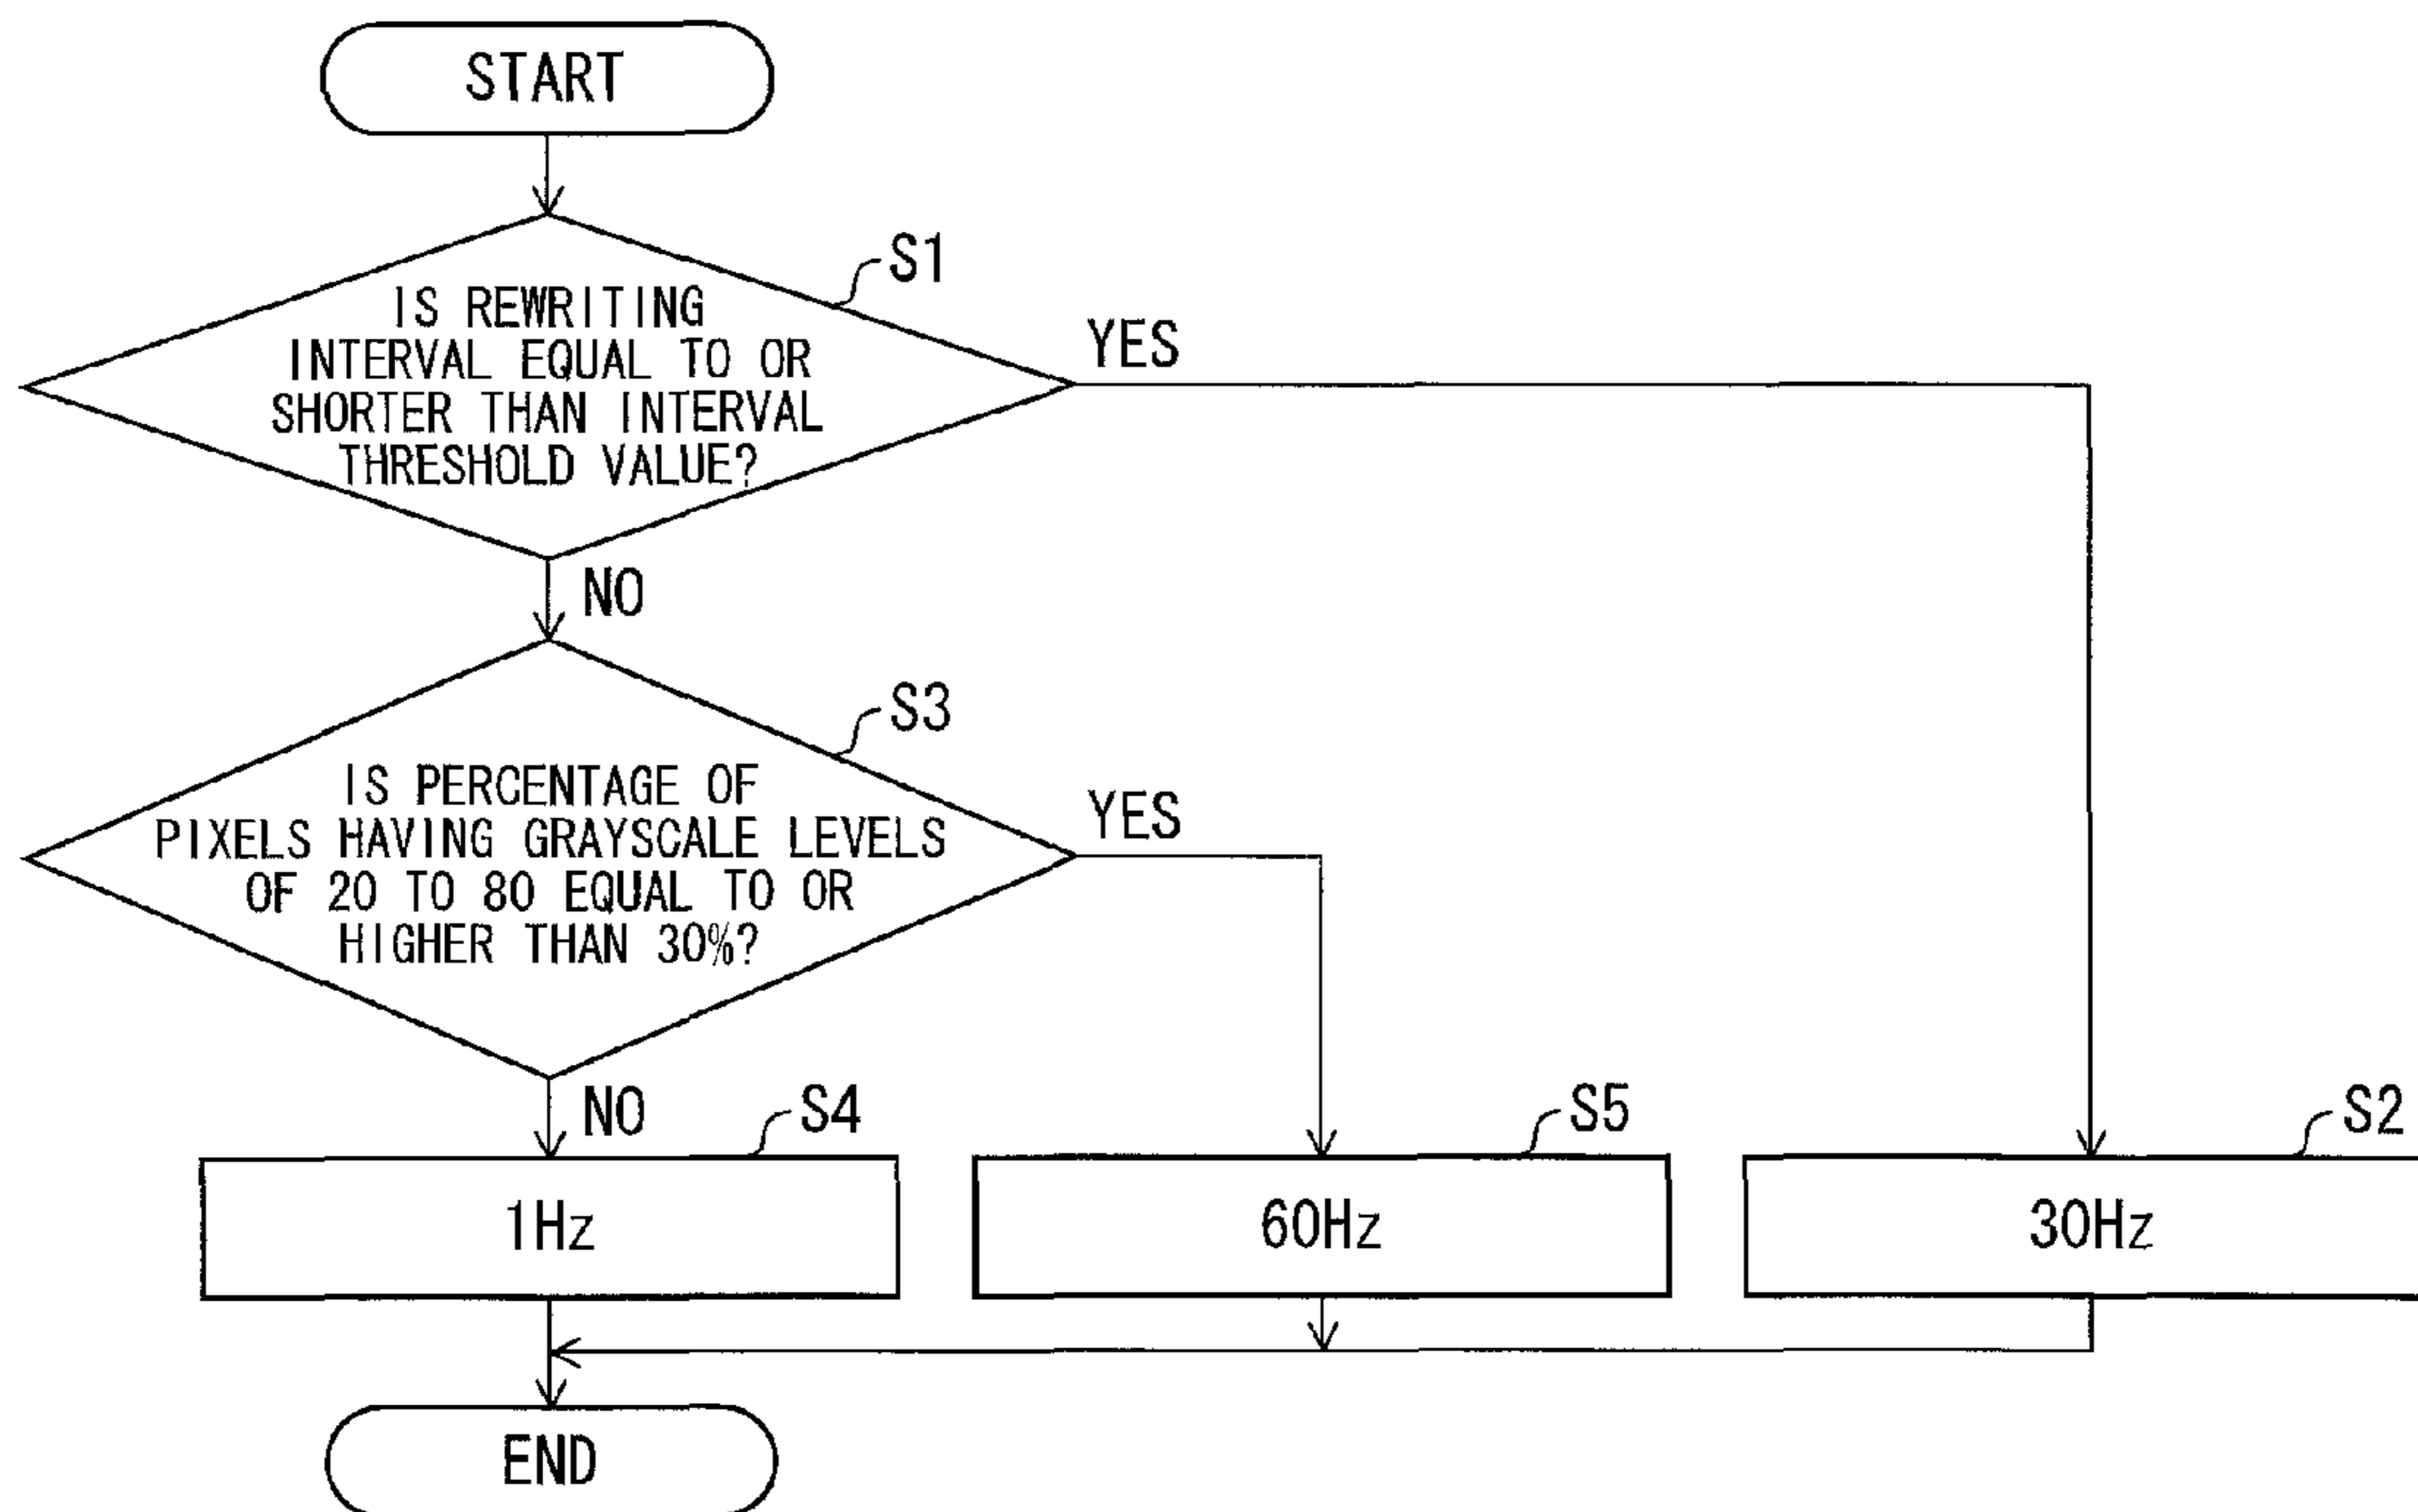 START
S1
IS REWRITING
INTERVAL EQUAL TO OR
SHORTER THAN INTERVAL
THRESHOLD VALUE?
YES
NO
S3
IS PERCENTAGE OF
PIXELS HAVING GRAYSCALE LEVELS
OF 20 TO 80 EQUAL TO OR
HIGHER THAN 30%?
YES
NO
S4
S5
S2
1Hz
60Hz
30Hz
END